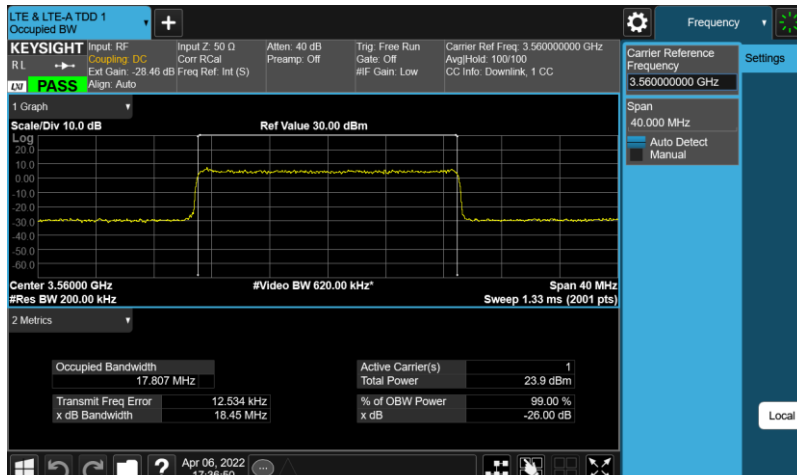 LTE & LTE-A TDD 1
Occupied BW
Frequency
KEYSIGHT
R L
LXI
PASS
Input: RF
Coupling: DC
Ext Gain: -28.46 dB
Align: Auto
Input Z: 50 Ω
Corr RCal
Freq Ref: Int (S)
Atten: 40 dB
Preamp: Off
Trig: Free Run
Gate: Off
#IF Gain: Low
Carrier Ref Freq: 3.560000000 GHz
Avg|Hold: 100/100
CC Info: Downlink, 1 CC
Carrier Reference
Frequency
3.560000000 GHz
Settings
Span
40.000 MHz
Auto Detect
Manual
1 Graph
Scale/Div 10.0 dB
Ref Value 30.00 dBm
Log
20.0
10.0
0.00
-10.0
-20.0
-30.0
-40.0
-50.0
-60.0
Center 3.56000 GHz
#Video BW 620.00 kHz*
Span 40 MHz
#Res BW 200.00 kHz
Sweep 1.33 ms (2001 pts)
2 Metrics
Occupied Bandwidth
17.807 MHz
Active Carrier(s) 1
Total Power 23.9 dBm
Transmit Freq Error 12.534 kHz
x dB Bandwidth 18.45 MHz
% of OBW Power 99.00 %
x dB -26.00 dB
Local
?
Apr 06, 2022
17:36:50